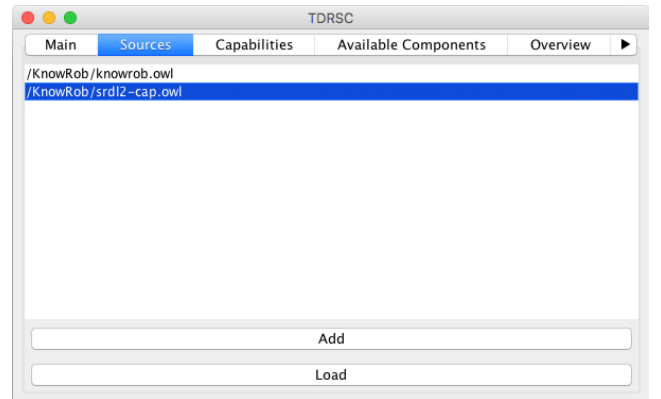 TDRSC
Main Sources Capabilities Available Components Overview ▶
/KnowRob/knowrob.owl
/KnowRob/srdl2-cap.owl
Add
Load